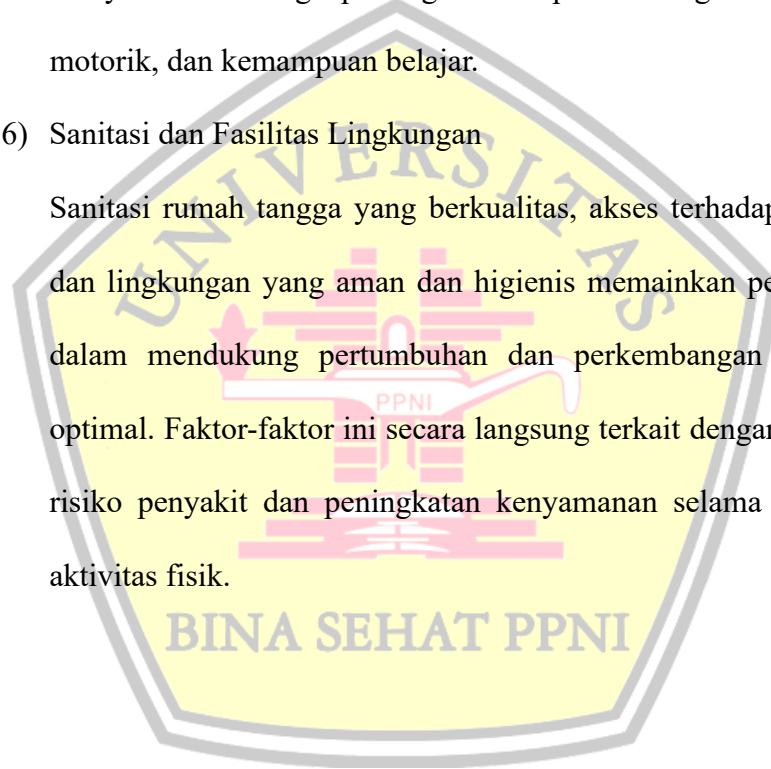 motorik, dan kemampuan belajar.
6) Sanitasi dan Fasilitas Lingkungan
UNIVERSITAS
Sanitasi rumah tangga yang berkualitas, akses terhadap
dan lingkungan yang aman dan higienis memainkan
dalam mendukung pertumbuhan dan perkembangan
PPNI
optimal. Faktor-faktor ini secara langsung terkait dengan
risiko penyakit dan peningkatan kenyamanan selama
aktivitas fisik.
BINA SEHAT PPNI